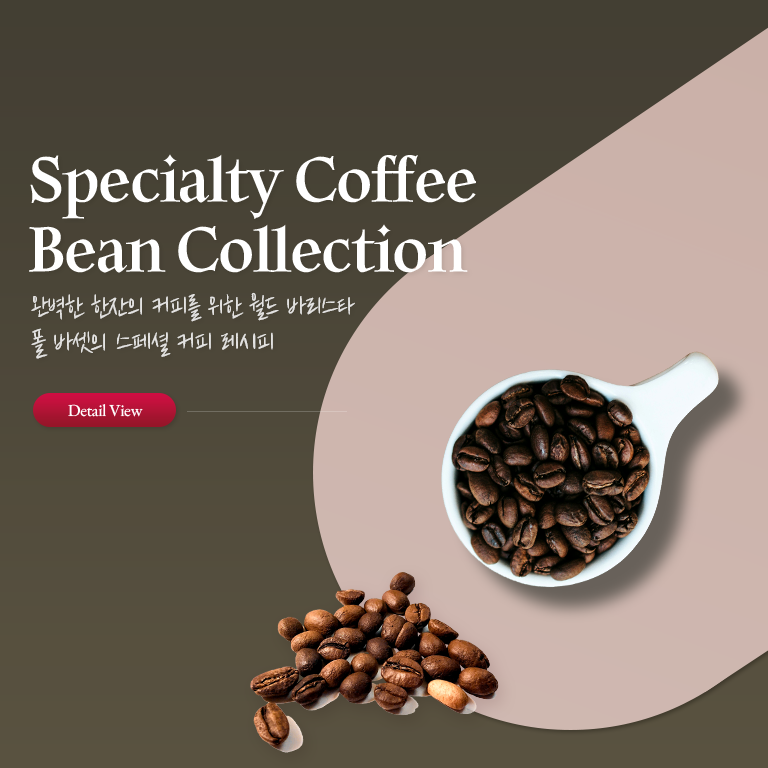 Specialty Coffee
Bean Collection
완벽한 한잔의 커피를 위한 월드 바리스타
폴 바셋의 스페셜 커피 레시피
Detail View